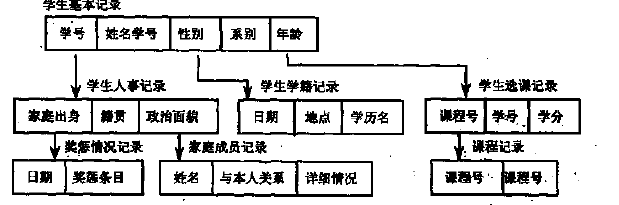 学生基本记录
学号 姓名学号 性别 系别 年龄
学生人事记录 学生学籍记录 学生选课记录
家庭出身 籍贯 政治面貌 日期 地点 学历名 课程号 学号 学分
奖惩情况记录 家庭成员记录 课程记录
日期 奖惩条目 姓名 与本人关系 详细情况 课程号 课程号